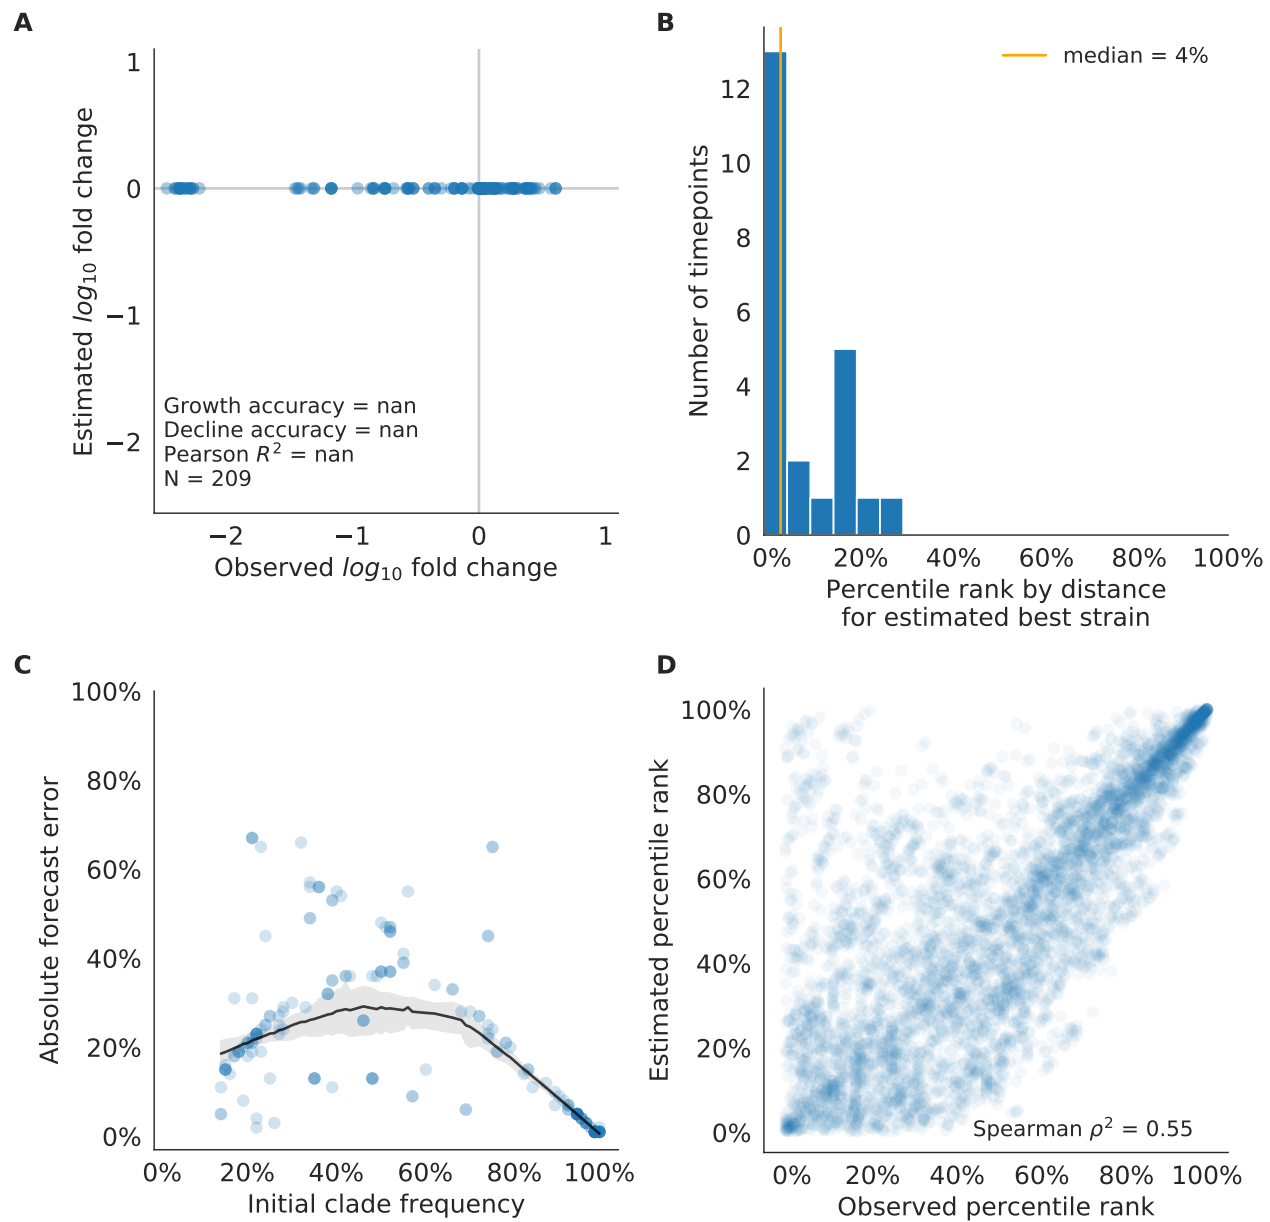 A
1
0
−1
−2
Estimated log10 fold change
Growth accuracy = nan
Decline accuracy = nan
Pearson R² = nan
N = 209
−2 −1 0 1
Observed log10 fold change
B
median = 4%
12
10
8
6
4
2
0
Number of timepoints
0% 20% 40% 60% 80% 100%
Percentile rank by distance
for estimated best strain
C
100%
80%
60%
40%
20%
0%
Absolute forecast error
0% 20% 40% 60% 80% 100%
Initial clade frequency
D
100%
80%
60%
40%
20%
0%
Estimated percentile rank
Spearman ρ² = 0.55
0% 20% 40% 60% 80% 100%
Observed percentile rank